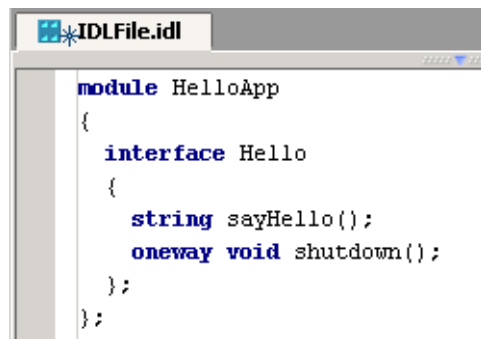 IDLFile.idl
module HelloApp
{
  interface Hello
  {
    string sayHello();
    oneway void shutdown();
  };
};